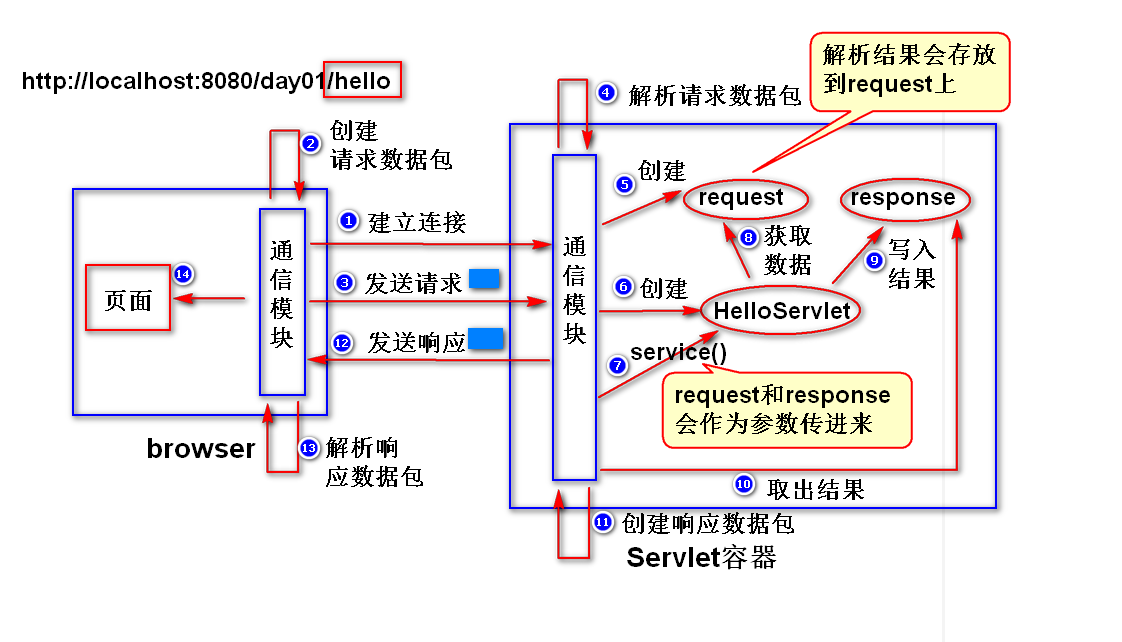 http://localhost:8080/day01/hello
解析结果会存放
到request上
④ 解析请求数据包
② 创建
请求数据包
⑤ 创建
request
response
① 建立连接
⑧ 获取
数据
⑨ 写入
结果
通
信
模
块
通
信
模
块
⑭
页面
③ 发送请求
⑥ 创建
HelloServlet
⑫ 发送响应
⑦ service()
request和response
会作为参数传进来
browser
⑬ 解析响
应数据包
⑩ 取出结果
⑪ 创建响应数据包
Servlet容器